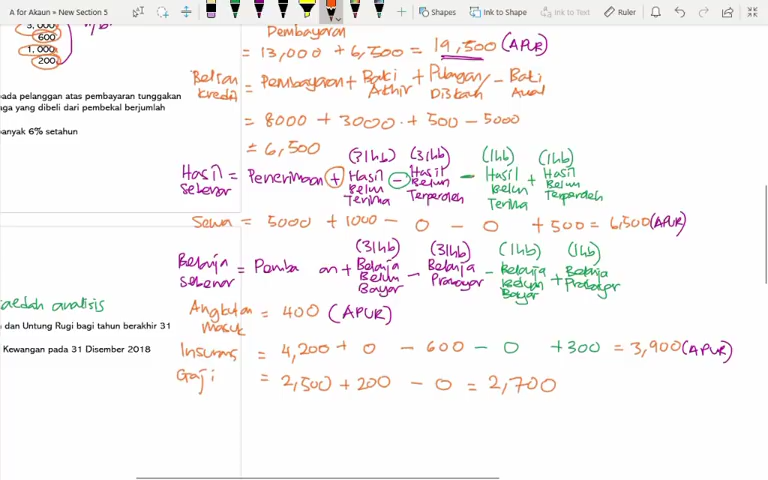 A for Akaun » New Section 5
Shapes
Ink to Shape
Ink to Text
Ruler
3,000
600
1,000
200
Pembayaran
= 13,000 + 6,500 = 19,500 (APUR)
ada pelanggan atas pembayaran tunggakan
ga yang dibeli dari pembekal berjumlah
anyak 6% setahun
Belian Kredit = Pembayaran + Baki Akhir + Pulangan/Diskaun - Baki Awal
= 8000 + 3000 + 500 - 5000
= 6,500
Hasil Sebenar = Penerimaan + Hasil Belum Terima (31hb) - Hasil Belum Terperoleh (31hb) - Hasil Belum Terima (1hb) + Hasil Belum Terperoleh (1hb)
Sewa = 5000 + 1000 - 0 - 0 + 500 = 6,500 (APUR)
Belanja Sebenar = Pemba an + Belanja Belum Bayar (31hb) - Belanja Prabayar (31hb) - Belanja Belum Bayar (1hb) + Belanja Prabayar (1hb)
aedah analisis
Angkutan masuk = 400 (APUR)
dan Untung Rugi bagi tahun berakhir 31
Kewangan pada 31 Disember 2018
Insurans = 4,200 + 0 - 600 - 0 + 300 = 3,900 (APUR)
Gaji = 2,500 + 200 - 0 = 2,700